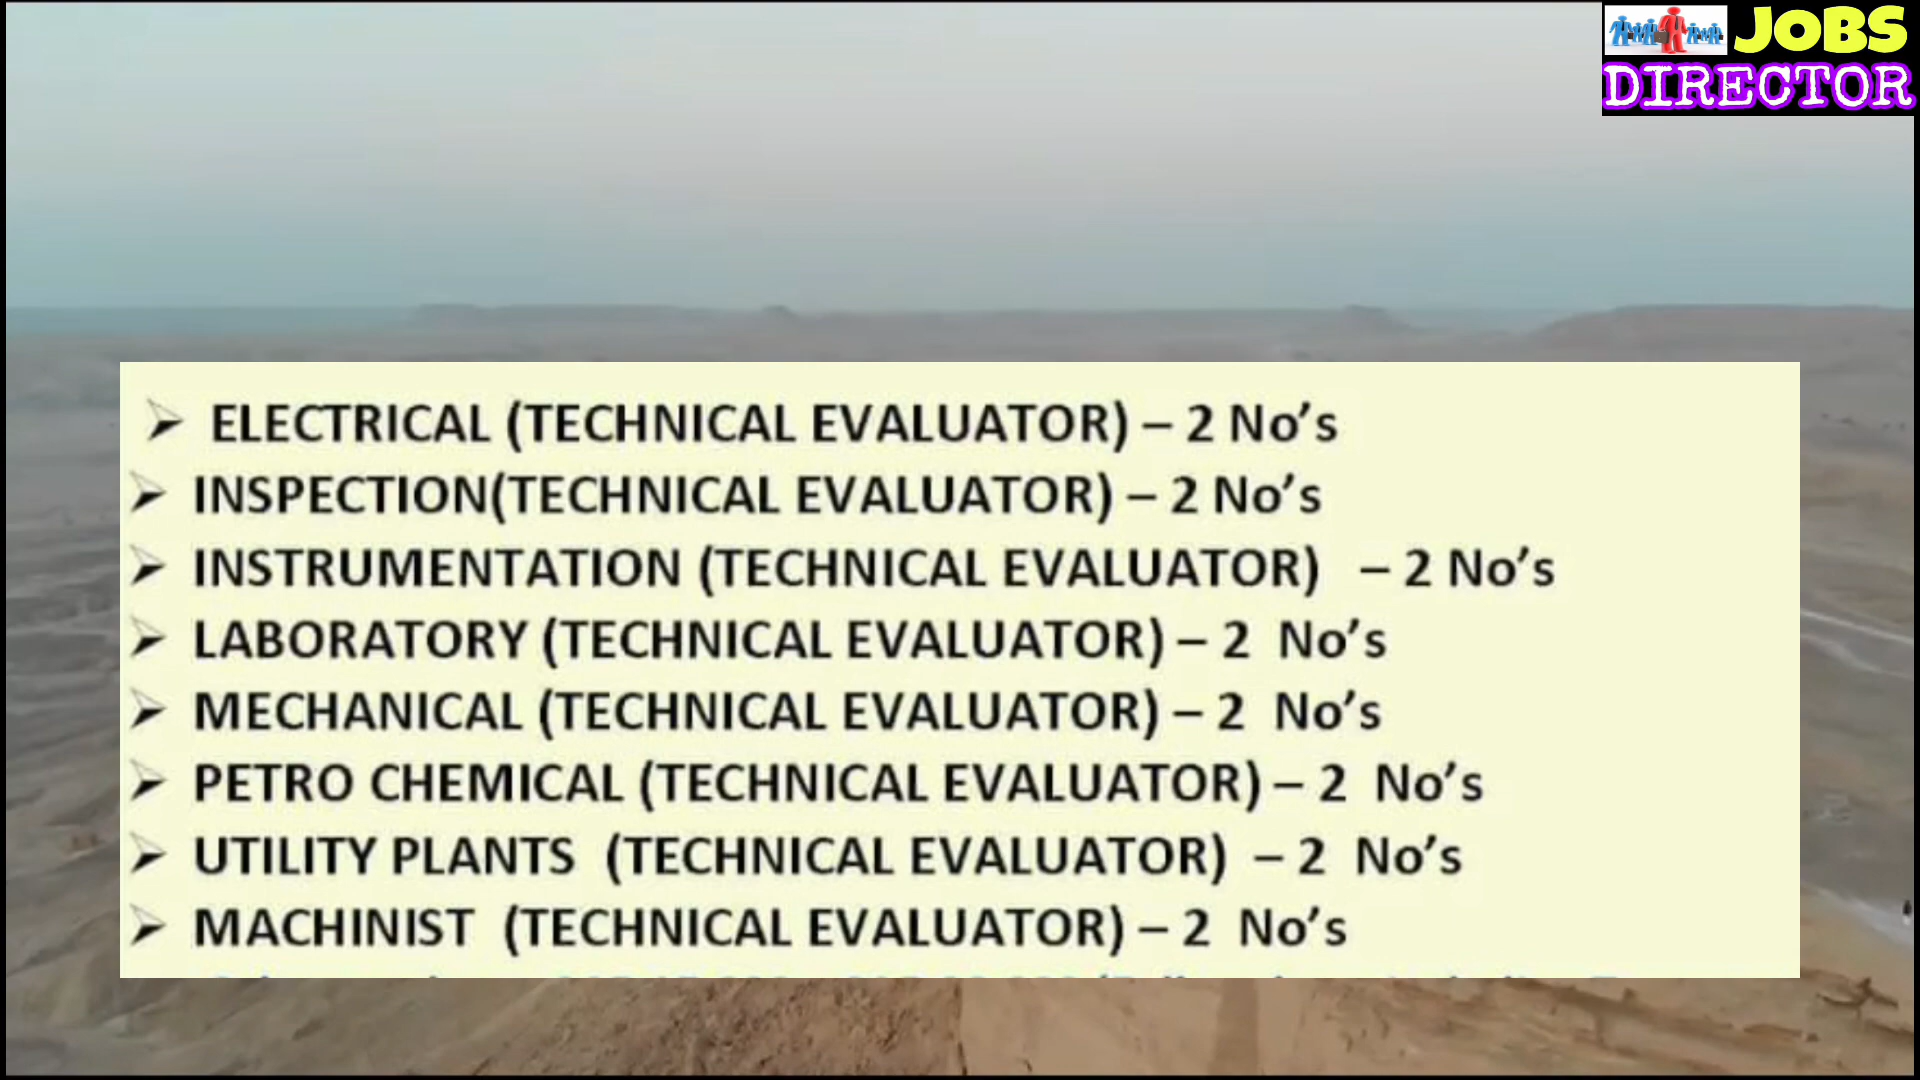 JOBS
DIRECTOR
➢ ELECTRICAL (TECHNICAL EVALUATOR) – 2 No’s
➢ INSPECTION(TECHNICAL EVALUATOR) – 2 No’s
➢ INSTRUMENTATION (TECHNICAL EVALUATOR) – 2 No’s
➢ LABORATORY (TECHNICAL EVALUATOR) – 2 No’s
➢ MECHANICAL (TECHNICAL EVALUATOR) – 2 No’s
➢ PETRO CHEMICAL (TECHNICAL EVALUATOR) – 2 No’s
➢ UTILITY PLANTS (TECHNICAL EVALUATOR) – 2 No’s
➢ MACHINIST (TECHNICAL EVALUATOR) – 2 No’s